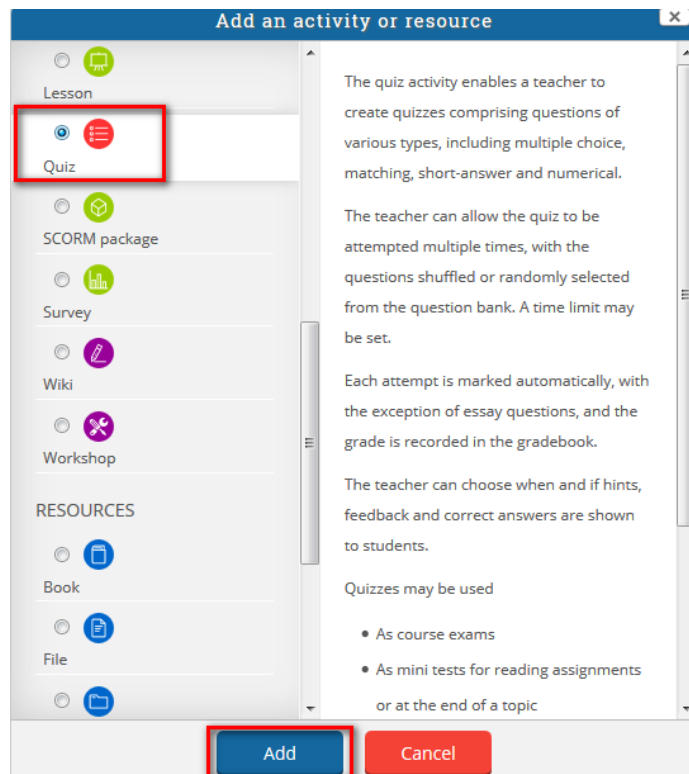 Add an activity or resource
Lesson
Quiz
SCORM package
Survey
Wiki
Workshop
RESOURCES
Book
File
The quiz activity enables a teacher to
create quizzes comprising questions of
various types, including multiple choice,
matching, short-answer and numerical.
The teacher can allow the quiz to be
attempted multiple times, with the
questions shuffled or randomly selected
from the question bank. A time limit may
be set.
Each attempt is marked automatically, with
the exception of essay questions, and the
grade is recorded in the gradebook.
The teacher can choose when and if hints,
feedback and correct answers are shown
to students.
Quizzes may be used
• As course exams
• As mini tests for reading assignments
or at the end of a topic
Add
Cancel